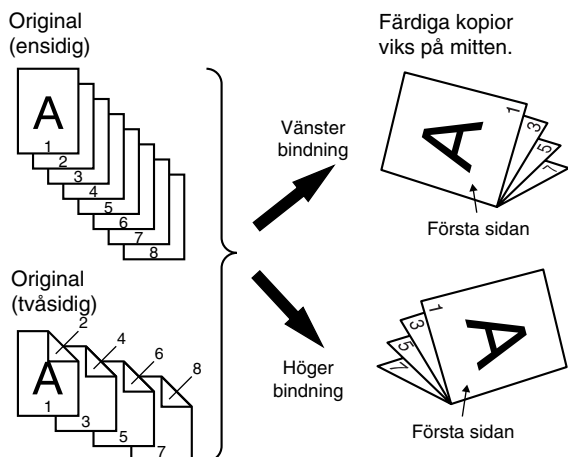 Original
(ensidig)
A
1
2
3
4
5
6
7
8
Original
(tvåsidig)
2
4
6
8
A
1
3
5
7
Vänster
bindning
Höger
bindning
Färdiga kopior
viks på mitten.
A
1
3
5
7
Första sidan
1
3
5
7
A
Första sidan